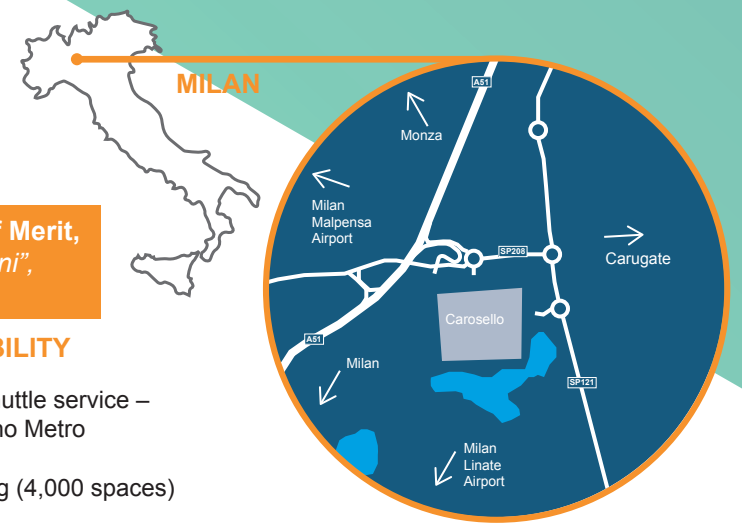 MILAN
f Merit,
ni”,
BILITY
uttle service –
no Metro
g (4,000 spaces)
A51
Monza
Milan
Malpensa
Airport
SP208
Carugate
Carosello
A51
Milan
SP121
Milan
Linate
Airport